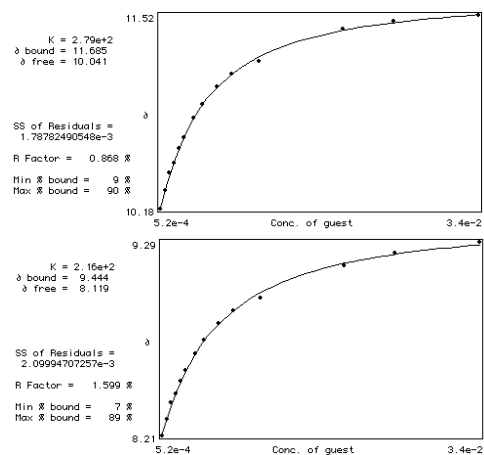 11.52
K = 2.79e+2
∂ bound = 11.685
∂ free = 10.041
∂
SS of Residuals =
1.78782490548e-3
R Factor = 0.868 %
Min % bound = 9 %
Max % bound = 90 %
10.18
5.2e-4 Conc. of guest 3.4e-2
9.29
K = 2.16e+2
∂ bound = 9.444
∂ free = 8.119
∂
SS of Residuals =
2.09994707257e-3
R Factor = 1.599 %
Min % bound = 7 %
Max % bound = 89 %
8.21
5.2e-4 Conc. of guest 3.4e-2